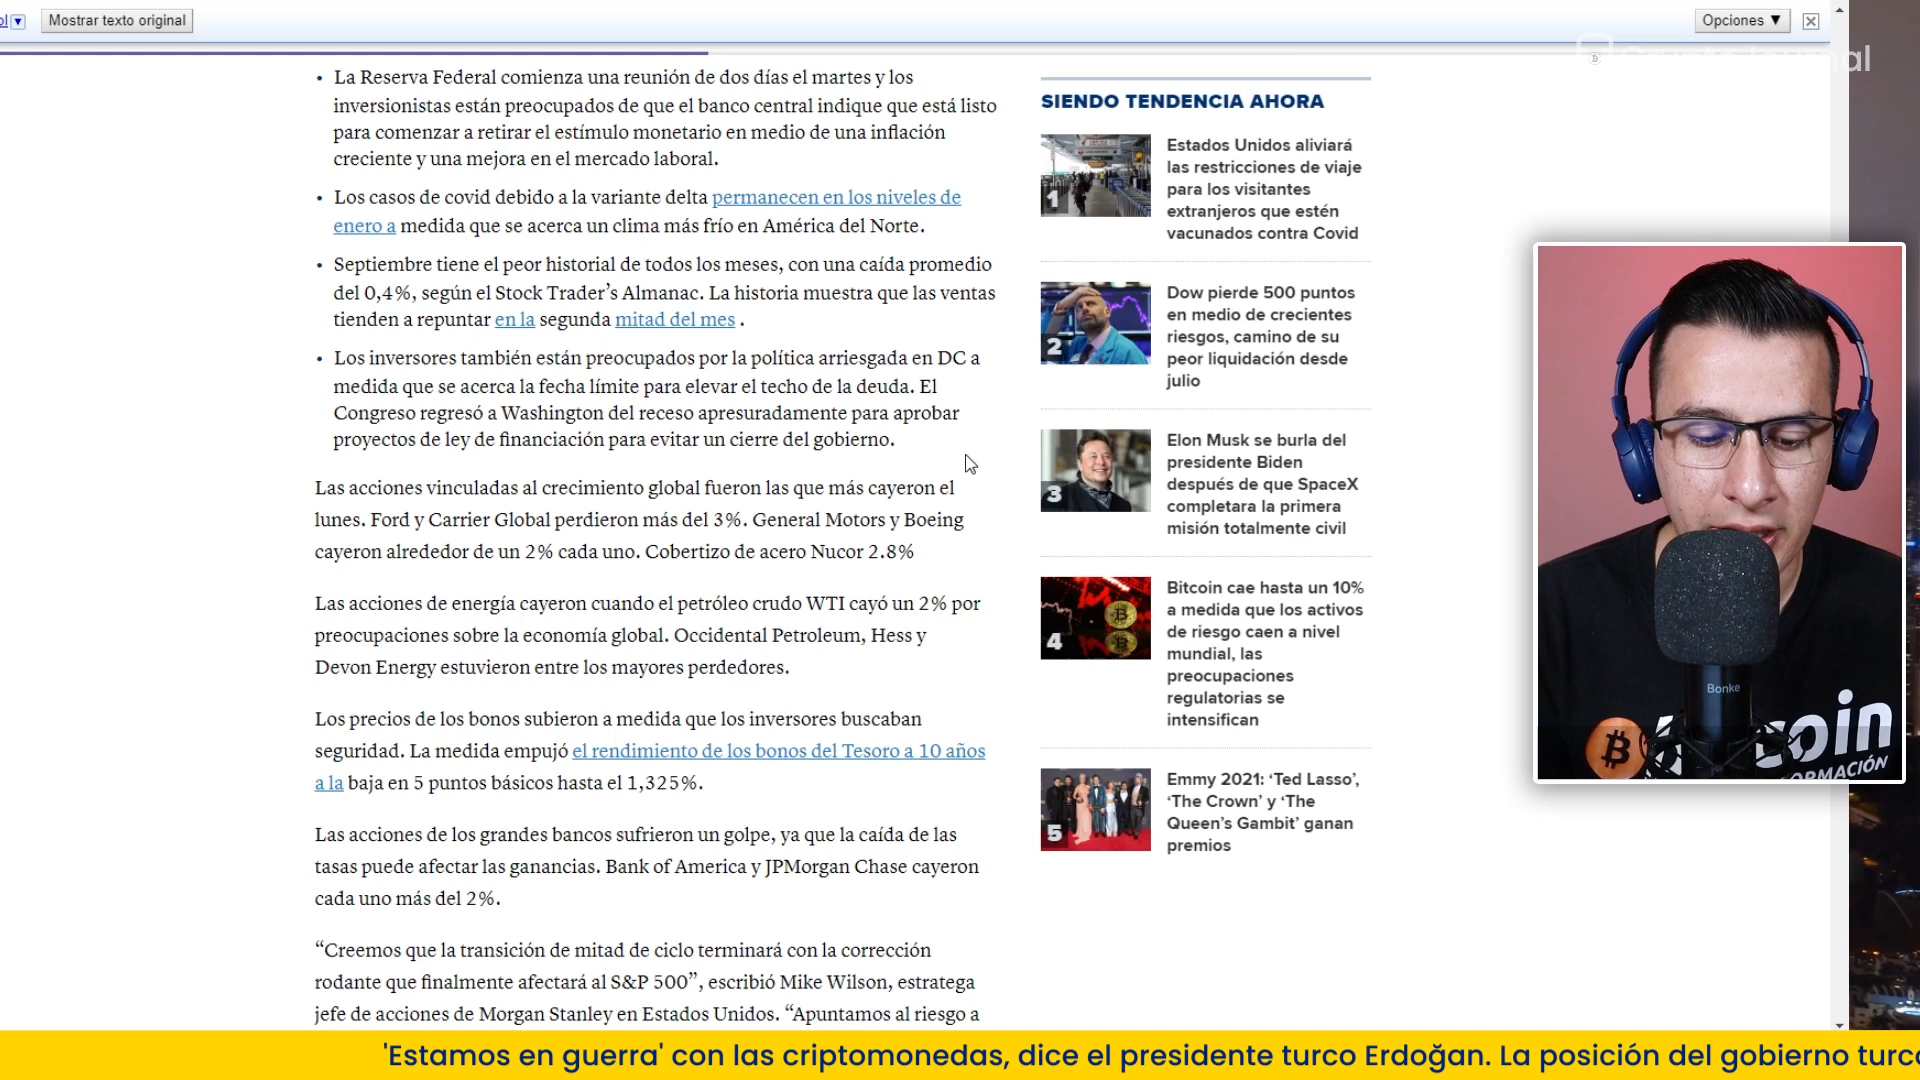 Mostrar texto original
Opciones ▼
• La Reserva Federal comienza una reunión de dos días el martes y los
inversionistas están preocupados de que el banco central indique que está listo
para comenzar a retirar el estímulo monetario en medio de una inflación
creciente y una mejora en el mercado laboral.
• Los casos de covid debido a la variante delta permanecen en los niveles de
enero a medida que se acerca un clima más frío en América del Norte.
• Septiembre tiene el peor historial de todos los meses, con una caída promedio
del 0,4%, según el Stock Trader’s Almanac. La historia muestra que las ventas
tienden a repuntar en la segunda mitad del mes .
• Los inversores también están preocupados por la política arriesgada en DC a
medida que se acerca la fecha límite para elevar el techo de la deuda. El
Congreso regresó a Washington del receso apresuradamente para aprobar
proyectos de ley de financiación para evitar un cierre del gobierno.
Las acciones vinculadas al crecimiento global fueron las que más cayeron el
lunes. Ford y Carrier Global perdieron más del 3%. General Motors y Boeing
cayeron alrededor de un 2% cada uno. Cobertizo de acero Nucor 2.8%
Las acciones de energía cayeron cuando el petróleo crudo WTI cayó un 2% por
preocupaciones sobre la economía global. Occidental Petroleum, Hess y
Devon Energy estuvieron entre los mayores perdedores.
Los precios de los bonos subieron a medida que los inversores buscaban
seguridad. La medida empujó el rendimiento de los bonos del Tesoro a 10 años
a la baja en 5 puntos básicos hasta el 1,325%.
Las acciones de los grandes bancos sufrieron un golpe, ya que la caída de las
tasas puede afectar las ganancias. Bank of America y JPMorgan Chase cayeron
cada uno más del 2%.
“Creemos que la transición de mitad de ciclo terminará con la corrección
rodante que finalmente afectará al S&P 500”, escribió Mike Wilson, estratega
jefe de acciones de Morgan Stanley en Estados Unidos. “Apuntamos al riesgo a
SIENDO TENDENCIA AHORA
1
Estados Unidos aliviará
las restricciones de viaje
para los visitantes
extranjeros que estén
vacunados contra Covid
2
Dow pierde 500 puntos
en medio de crecientes
riesgos, camino de su
peor liquidación desde
julio
3
Elon Musk se burla del
presidente Biden
después de que SpaceX
completara la primera
misión totalmente civil
4
Bitcoin cae hasta un 10%
a medida que los activos
de riesgo caen a nivel
mundial, las
preocupaciones
regulatorias se
intensifican
5
Emmy 2021: ‘Ted Lasso’,
‘The Crown’ y ‘The
Queen’s Gambit’ ganan
premios
Bonke
'Estamos en guerra' con las criptomonedas, dice el presidente turco Erdoğan. La posición del gobierno